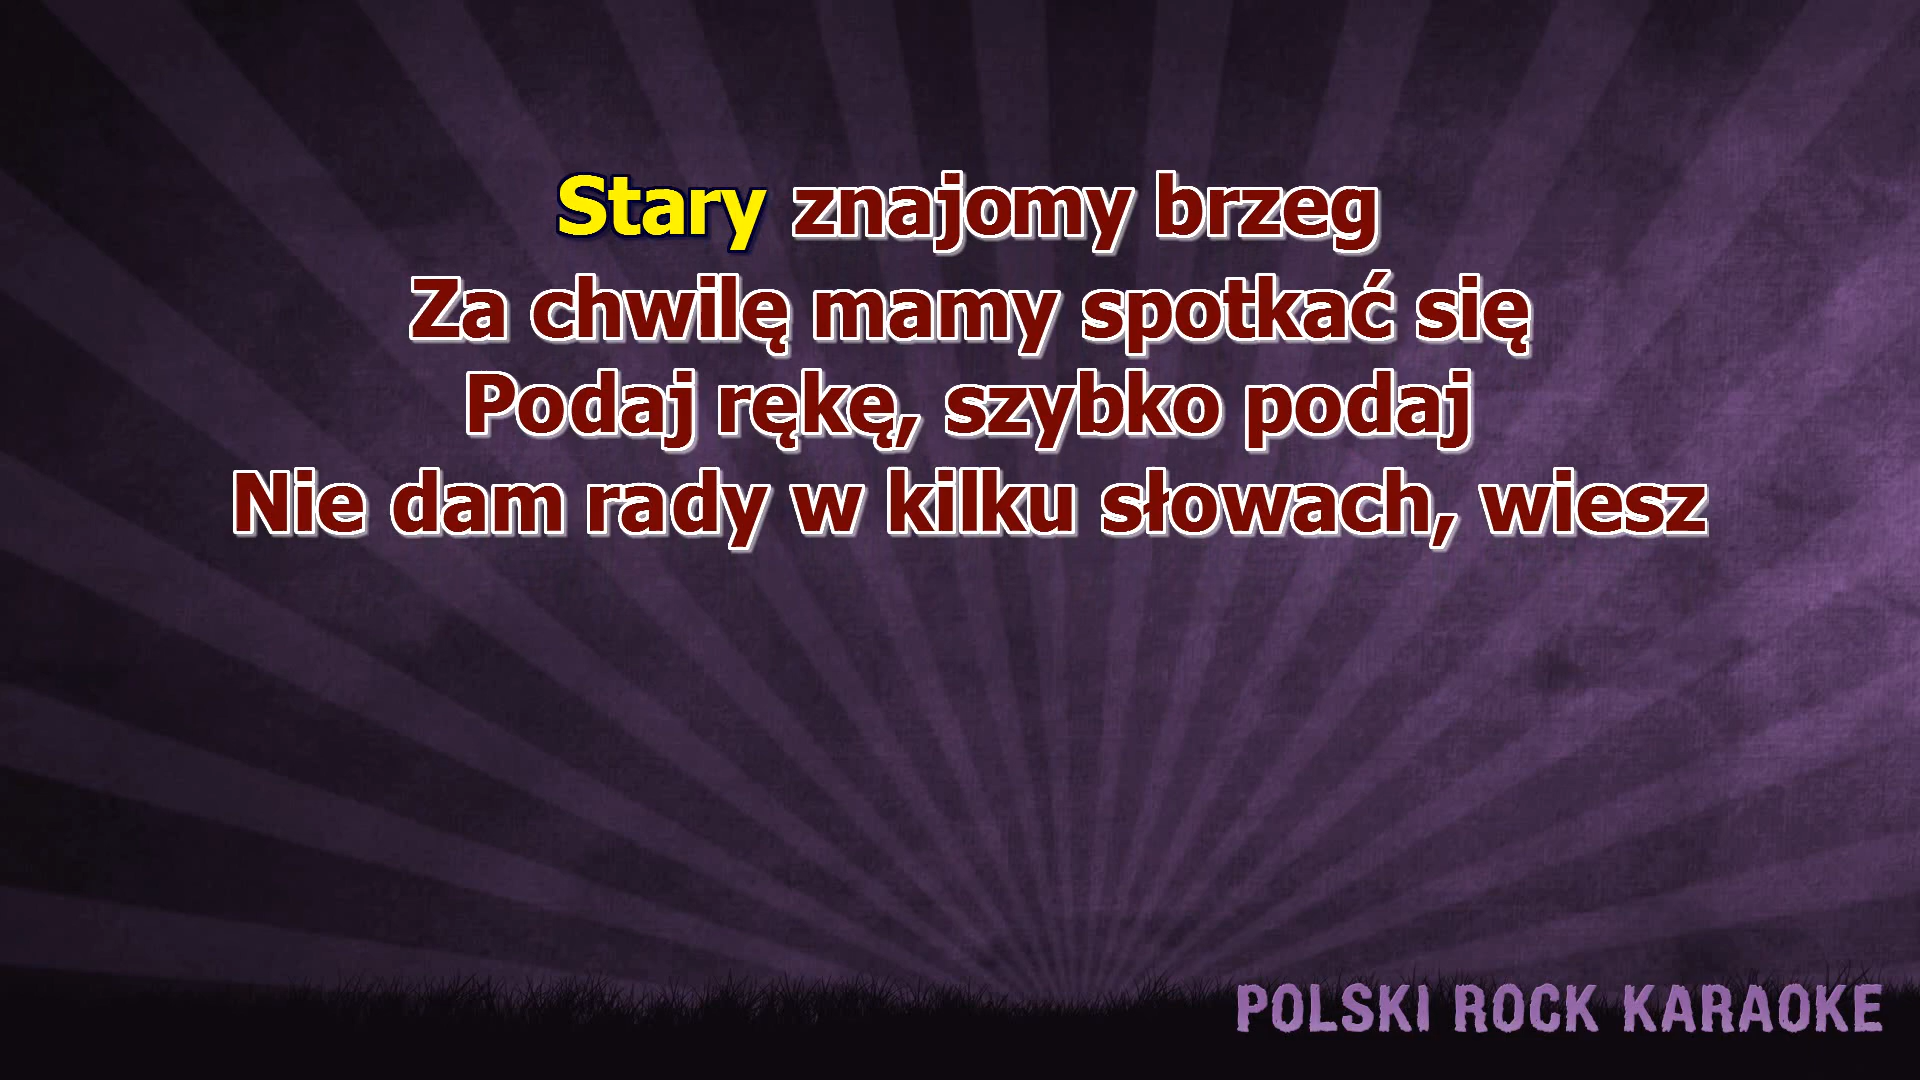 Stary znajomy brzeg
Za chwilę mamy spotkać się
Podaj rękę, szybko podaj
Nie dam rady w kilku słowach, wiesz
POLSKI ROCK KARAOKE